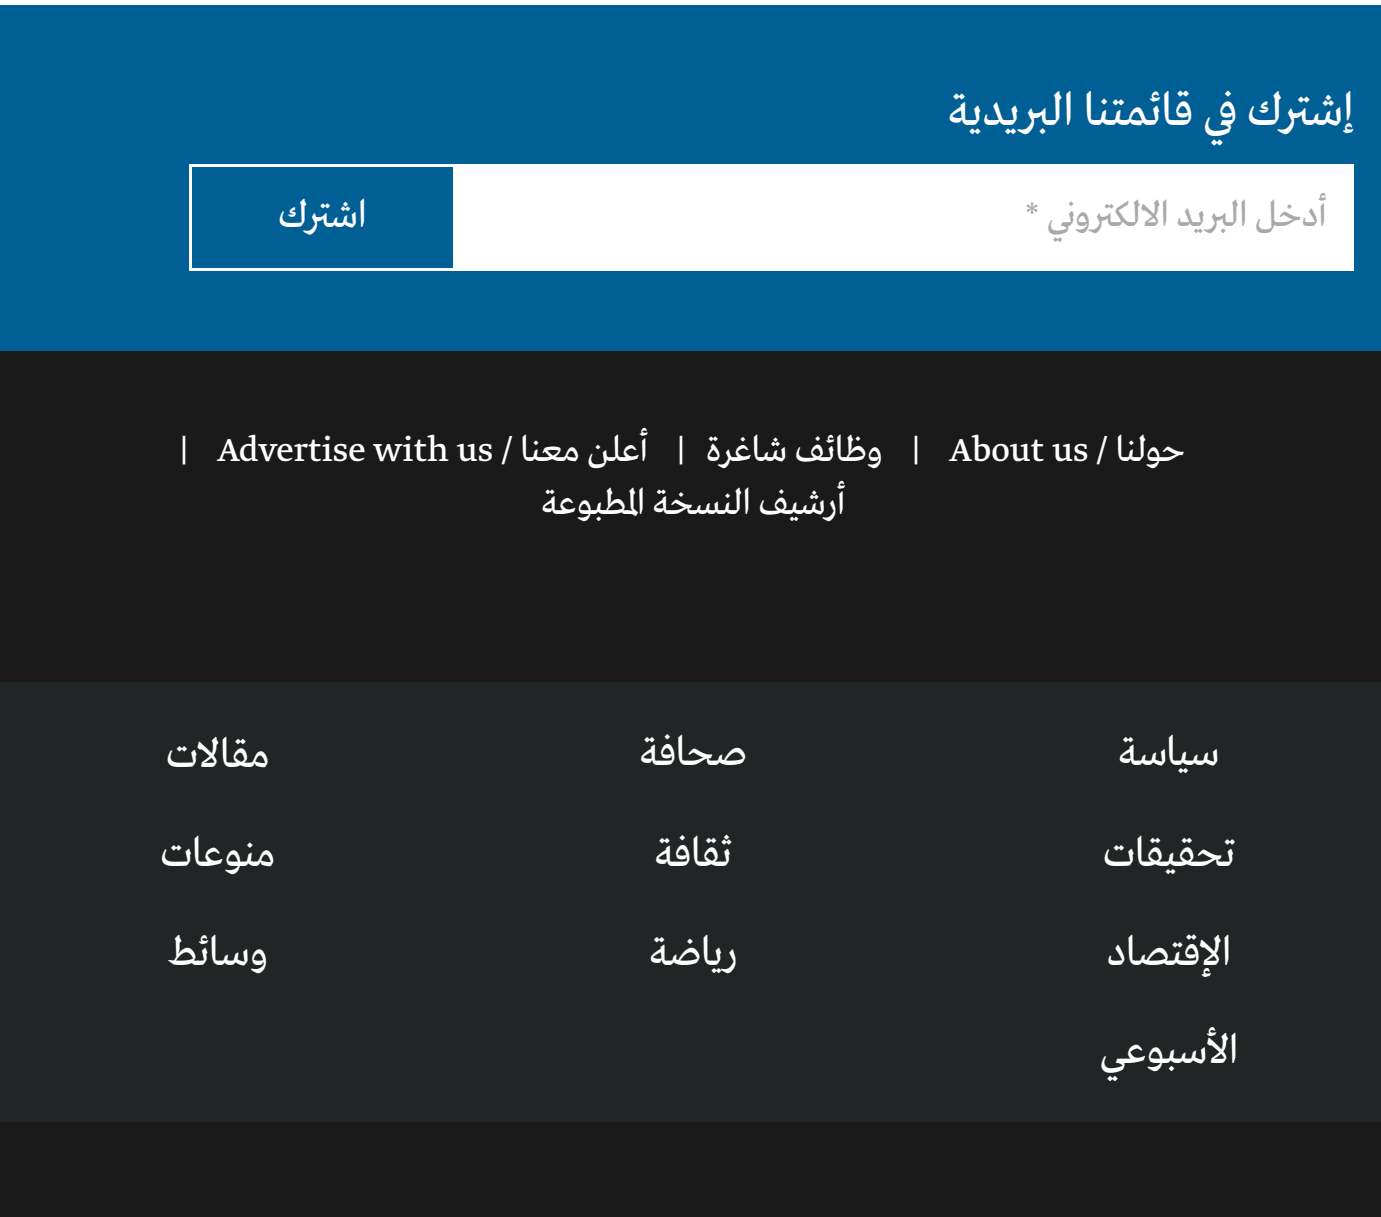 إشترك في قائمتنا البريدية
أدخل البريد الالكتروني *
اشترك
حولنا / About us | وظائف شاغرة | أعلن معنا / Advertise with us |
أرشيف النسخة المطبوعة
سياسة
صحافة
مقالات
تحقيقات
ثقافة
منوعات
الإقتصاد
رياضة
وسائط
الأسبوعي